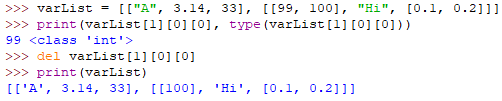 >>> varList = [["A", 3.14, 33], [[99, 100], "Hi", [0.1, 0.2]]]
>>> print(varList[1][0][0], type(varList[1][0][0]))
99 <class 'int'>
>>> del varList[1][0][0]
>>> print(varList)
[['A', 3.14, 33], [[100], 'Hi', [0.1, 0.2]]]